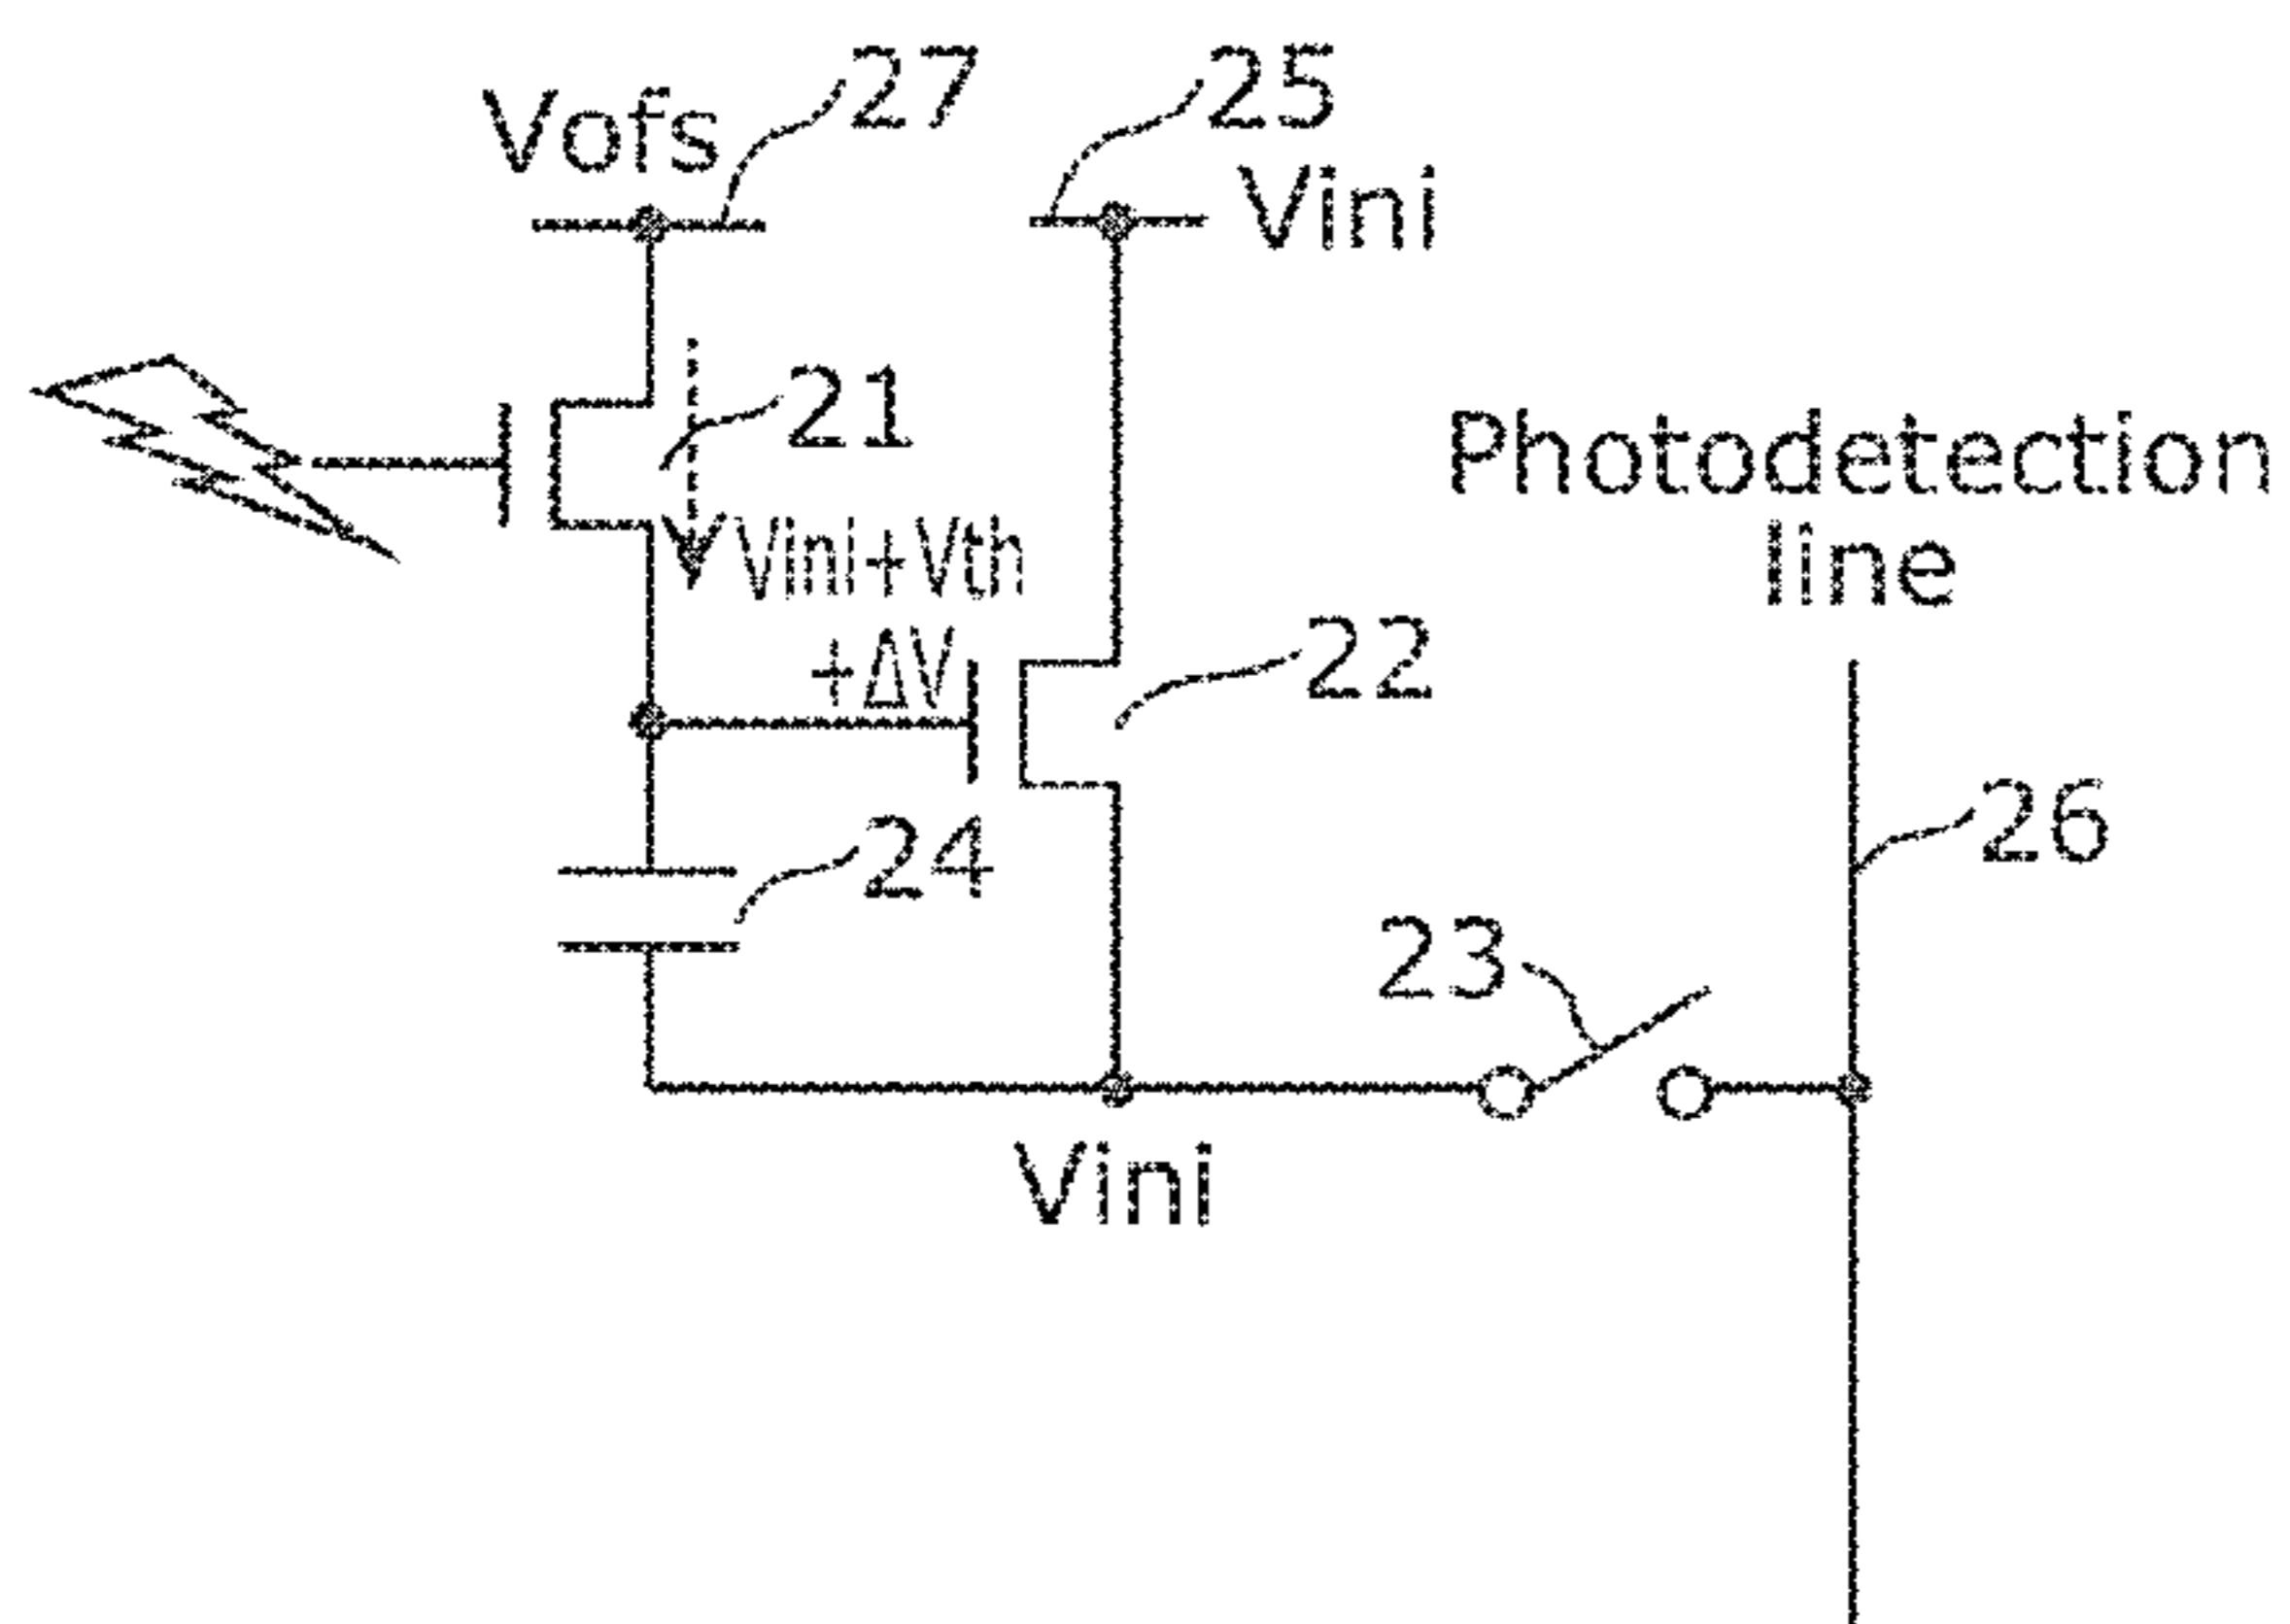 27
25
Vofs
Vini
21
Photodetection
line
Vini+Vth
+ΔV
22
26
24
23
Vini